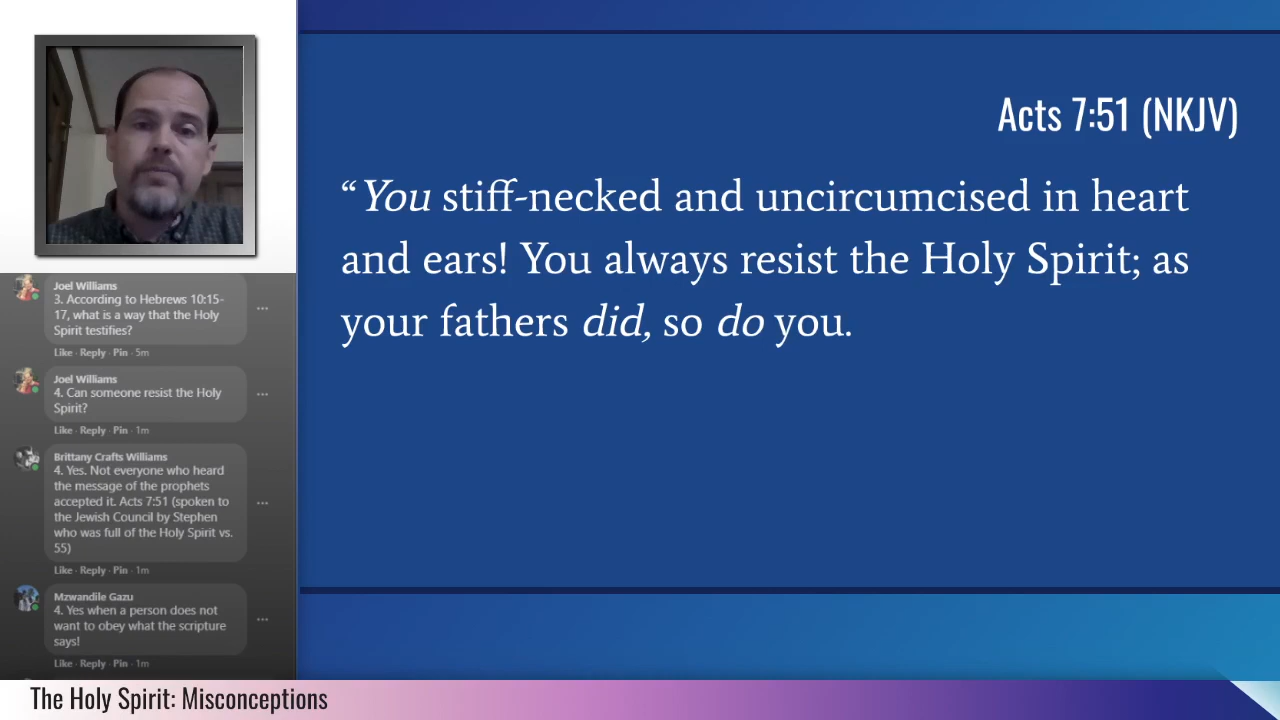 Acts 7:51 (NKJV)
“You stiff-necked and uncircumcised in heart
and ears! You always resist the Holy Spirit; as
your fathers did, so do you.
Joel Williams
3. According to Hebrews 10:15-
17, what is a way that the Holy
Spirit testifies?
Like · Reply · Pin · 5m
Joel Williams
4. Can someone resist the Holy
Spirit?
Like · Reply · Pin · 1m
Brittany Crafts Williams
4. Yes. Not everyone who heard
the message of the prophets
accepted it. Acts 7:51 (spoken to
the Jewish Council by Stephen
who was full of the Holy Spirit vs.
55)
Like · Reply · Pin · 1m
Mzwandile Gazu
4. Yes when a person does not
want to obey what the scripture
says!
Like · Reply · Pin · 1m
The Holy Spirit: Misconceptions